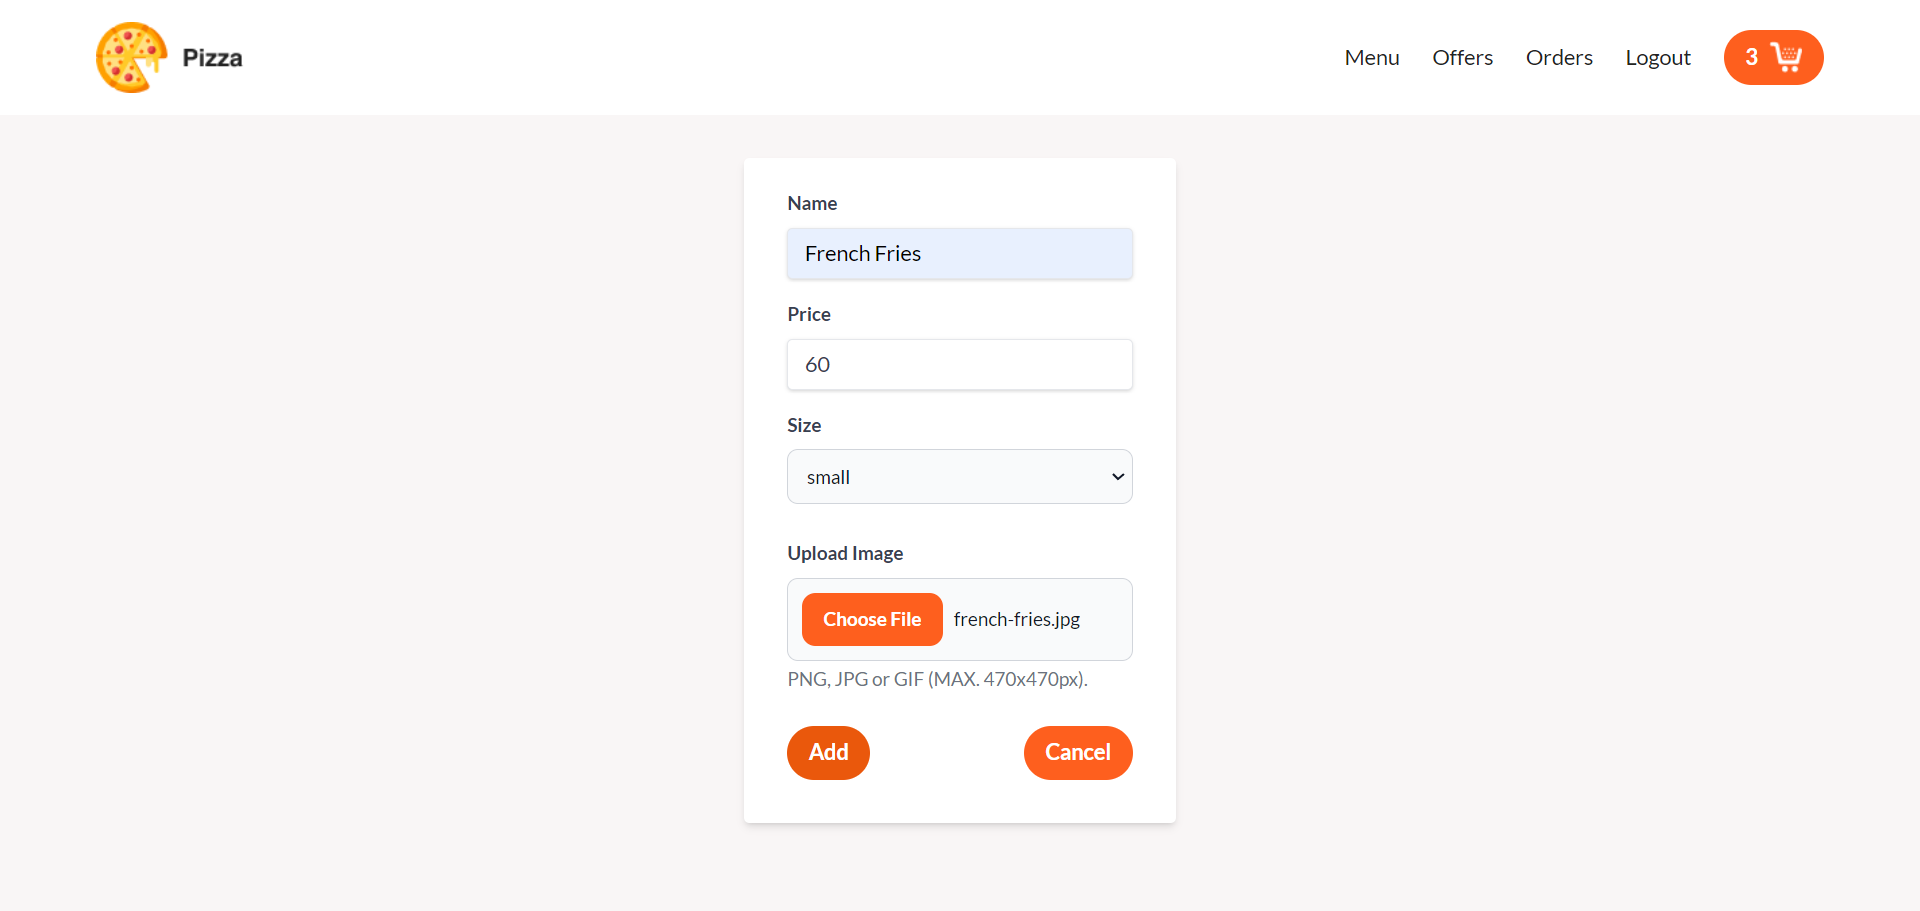 Pizza
Menu Offers Orders Logout 3
Name
French Fries
Price
60
Size
small
Upload Image
Choose File french-fries.jpg
PNG, JPG or GIF (MAX. 470x470px).
Add Cancel